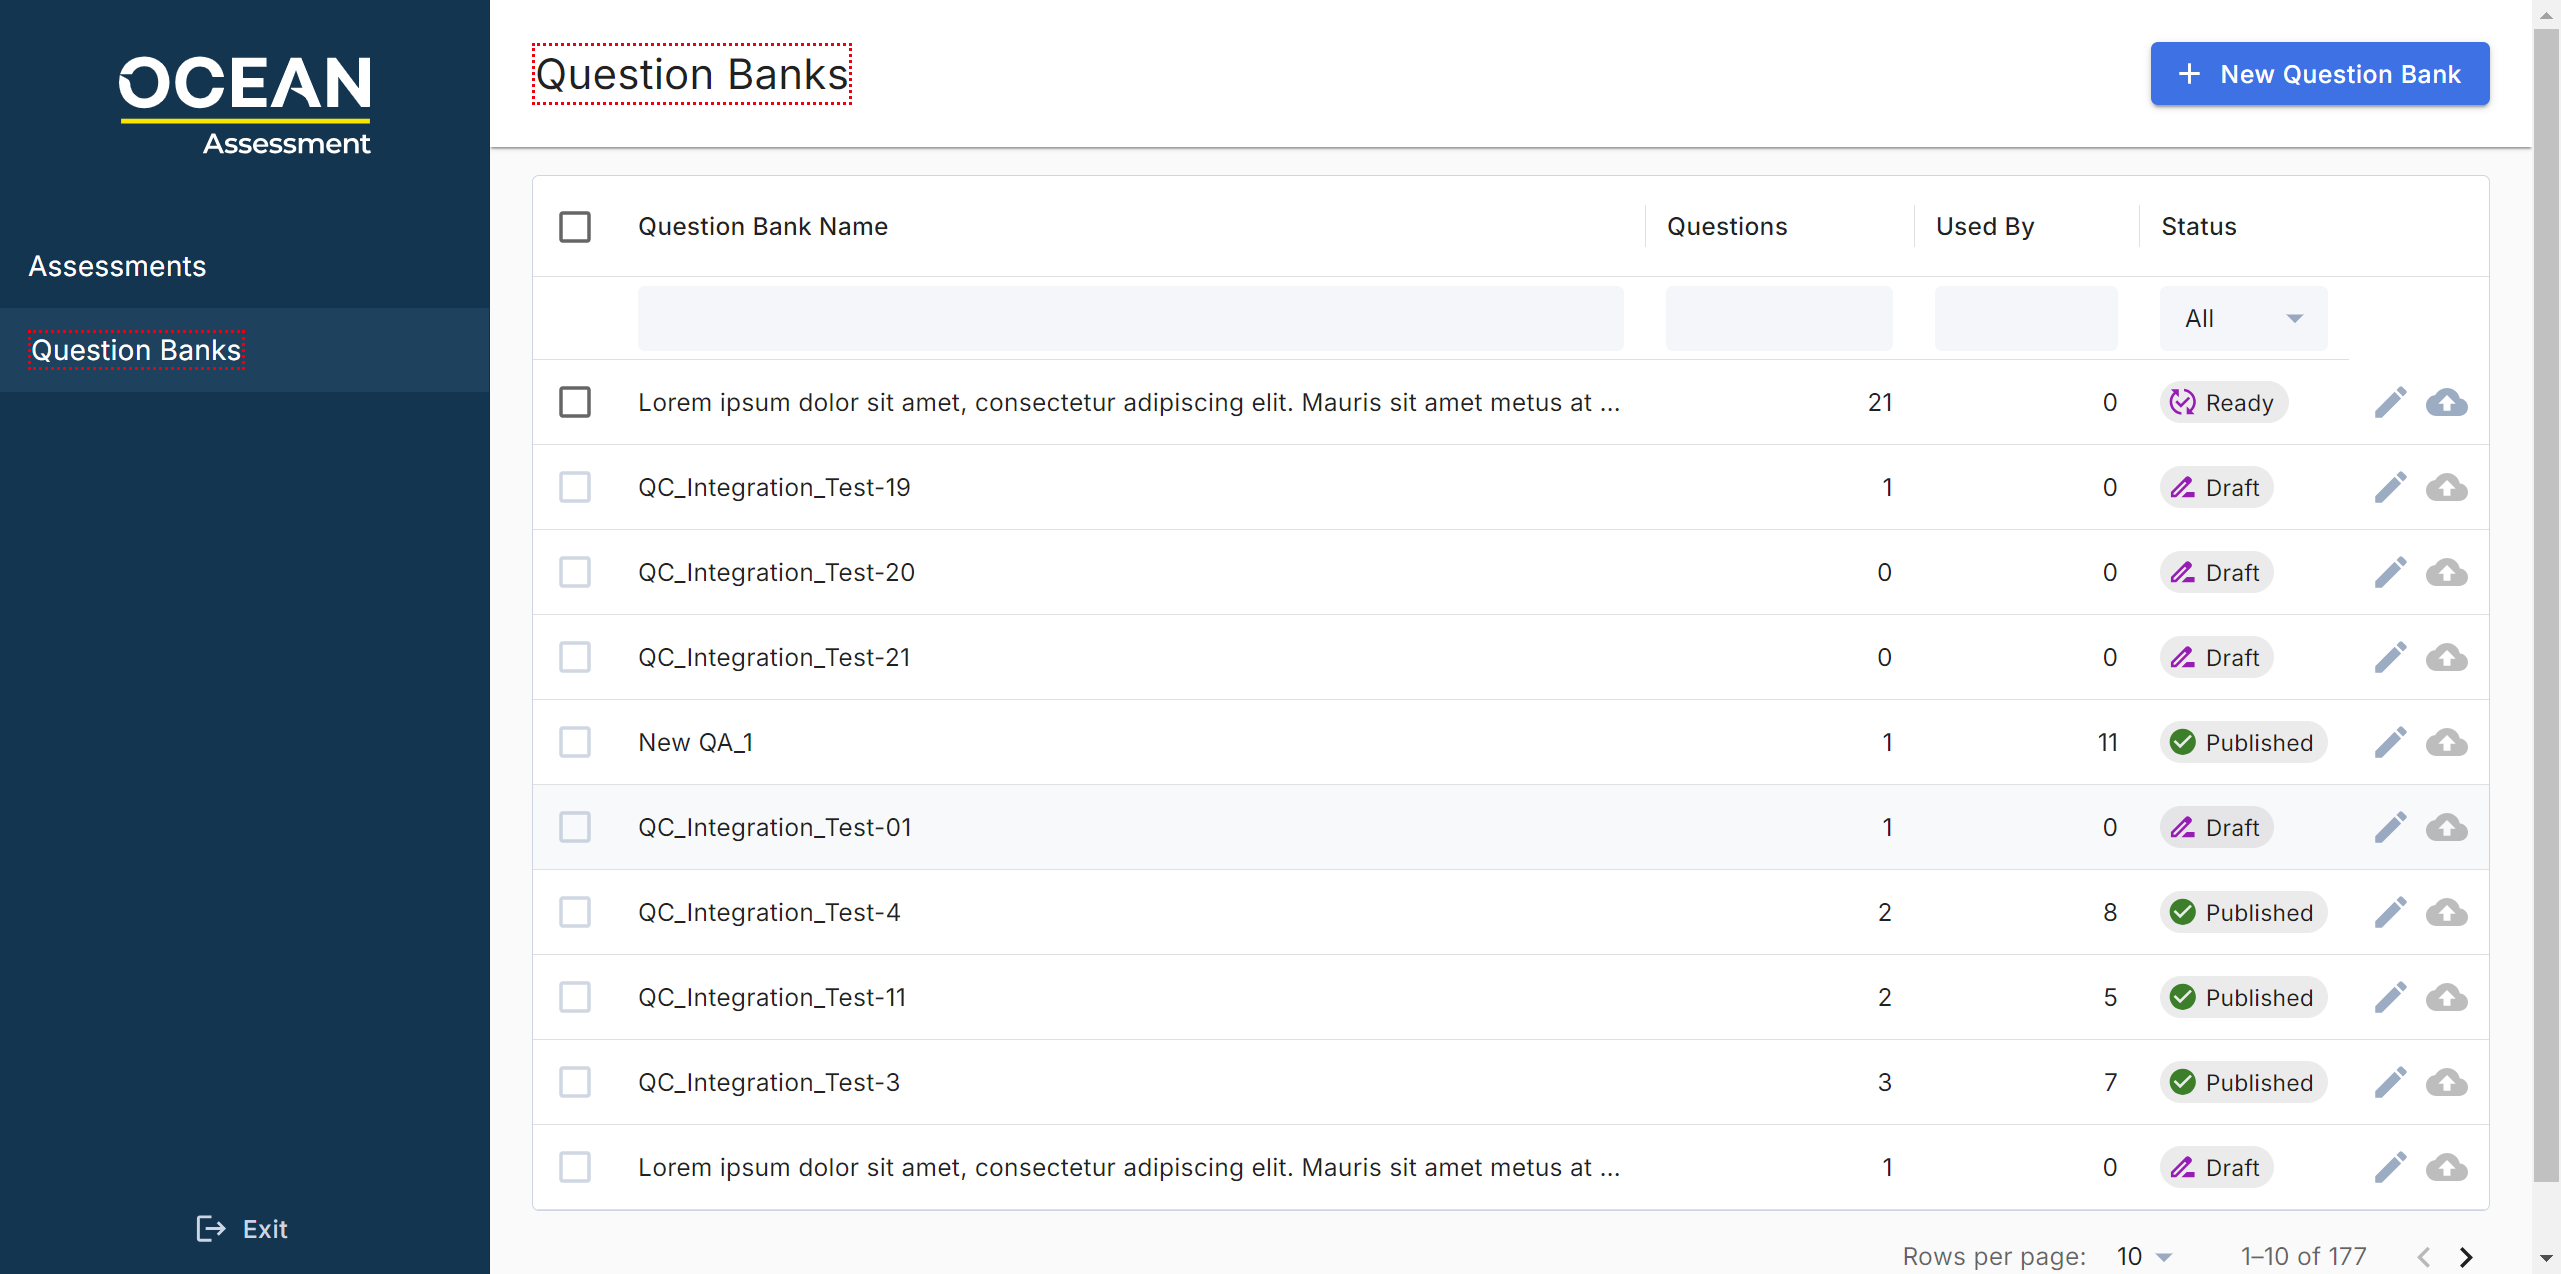 OCEAN
Assessment
Assessments
Question Banks
Exit
Question Banks
New Question Bank
Question Bank Name Questions Used By Status
All
Lorem ipsum dolor sit amet, consectetur adipiscing elit. Mauris sit amet metus at ... 21 0 Ready
QC_Integration_Test-19 1 0 Draft
QC_Integration_Test-20 0 0 Draft
QC_Integration_Test-21 0 0 Draft
New QA_1 1 11 Published
QC_Integration_Test-01 1 0 Draft
QC_Integration_Test-4 2 8 Published
QC_Integration_Test-11 2 5 Published
QC_Integration_Test-3 3 7 Published
Lorem ipsum dolor sit amet, consectetur adipiscing elit. Mauris sit amet metus at ... 1 0 Draft
Rows per page: 10 1–10 of 177